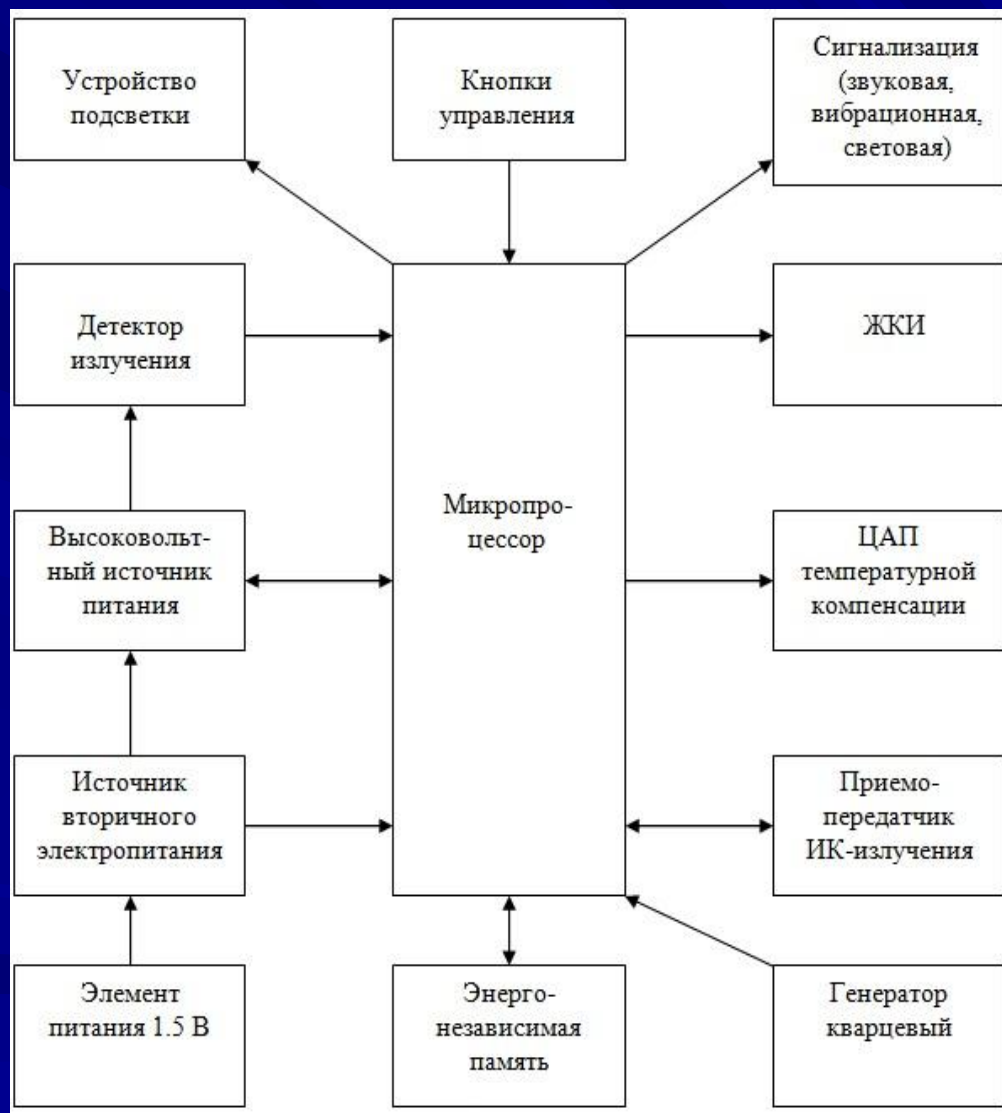 Устройство
подсветки
Кнопки
управления
Сигнализация
(звуковая,
вибрационная,
световая)
Детектор
излучения
Микропро-
цессор
ЖКИ
Высоковольт-
ный источник
питания
ЦАП
температурной
компенсации
Источник
вторичного
электропитания
Приемо-
передатчик
ИК-излучения
Элемент
питания 1.5 В
Энерго-
независимая
память
Генератор
кварцевый